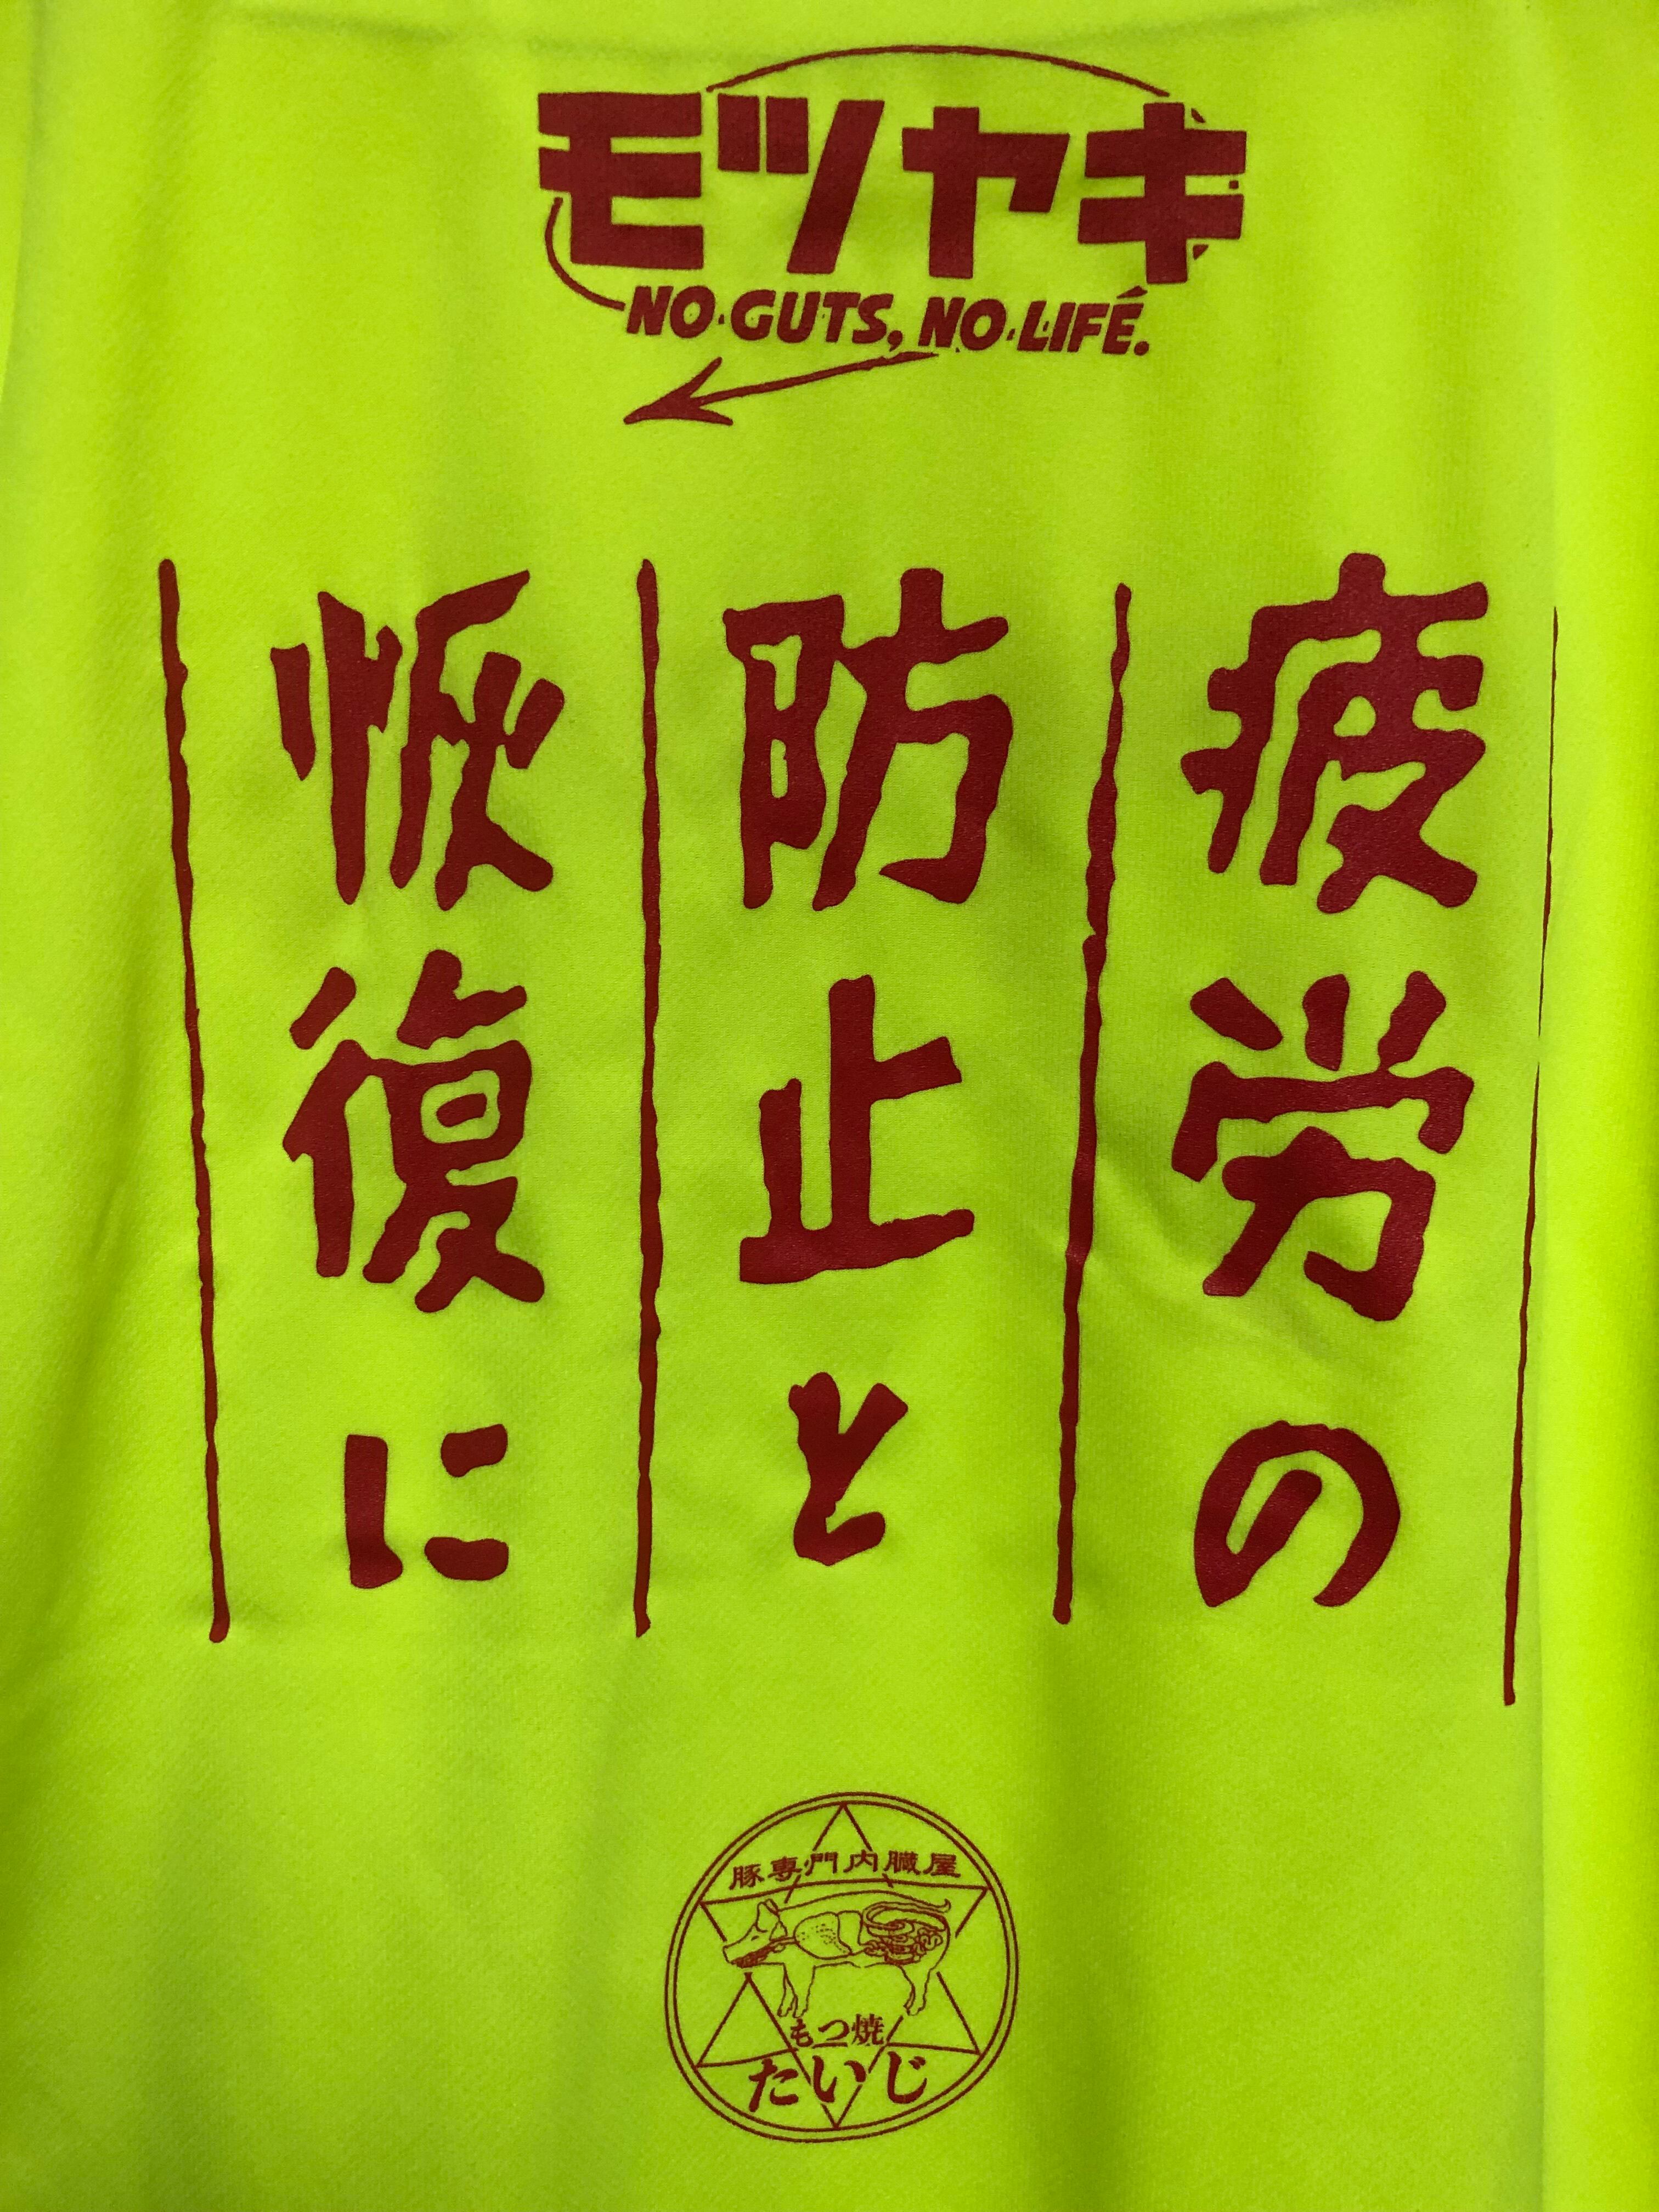 モツヤキ
NO GUTS, NO LIFÉ.
疲労の
防止と
恢復に
豚専門内臓屋
もつ焼
たいじ